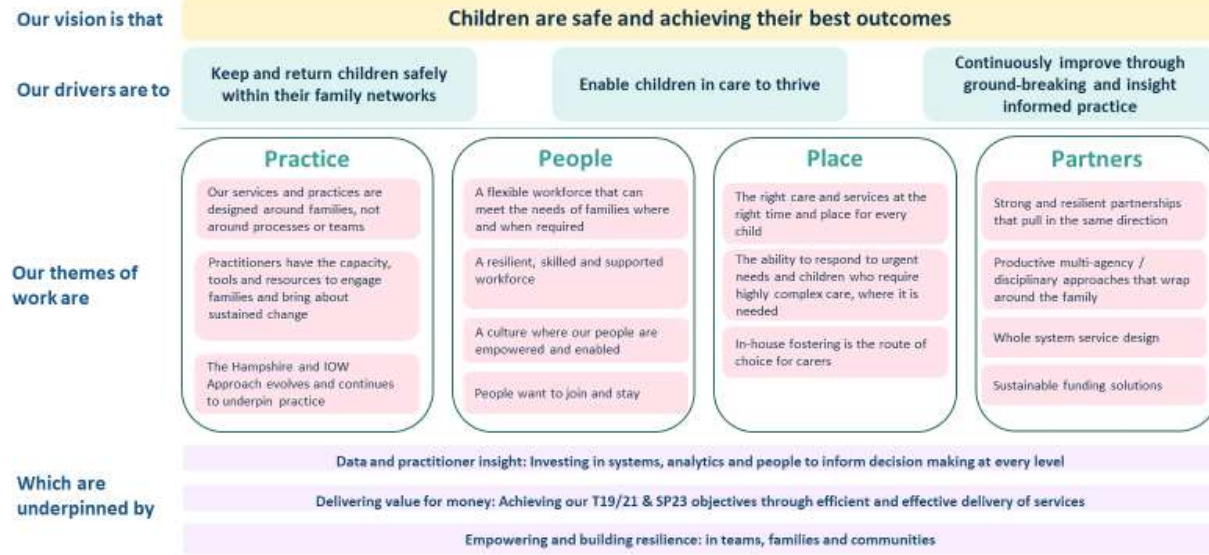 Our vision is that
Children are safe and achieving their best outcomes
Our drivers are to
Keep and return children safely
within their family networks
Enable children in care to thrive
Continuously improve through
ground-breaking and insight
informed practice
Our themes of
work are
Practice
Our services and practices are
designed around families, not
around processes or teams
Practitioners have the capacity,
tools and resources to engage
families and bring about
sustained change
The Hampshire and IOW
Approach evolves and continues
to underpin practice
People
A flexible workforce that can
meet the needs of families where
and when required
A resilient, skilled and supported
workforce
A culture where our people are
empowered and enabled
People want to join and stay
Place
The right care and services at the
right time and place for every
child
The ability to respond to urgent
needs and children who require
highly complex care, where it is
needed
In-house fostering is the route of
choice for carers
Partners
Strong and resilient partnerships
that pull in the same direction
Productive multi-agency /
disciplinary approaches that wrap
around the family
Whole system service design
Sustainable funding solutions
Which are
underpinned by
Data and practitioner insight: Investing in systems, analytics and people to inform decision making at every level
Delivering value for money: Achieving our T19/21 & SP23 objectives through efficient and effective delivery of services
Empowering and building resilience: in teams, families and communities